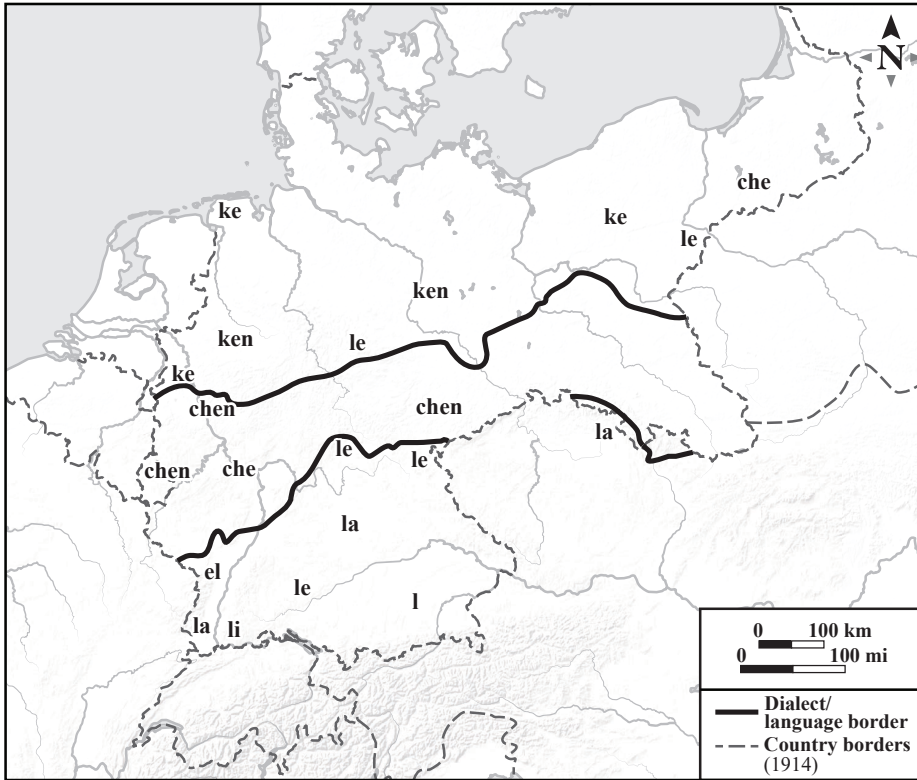 N
che
ke
ke
le
ken
ken
le
ke
chen
chen
la
le
le
che
chen
la
el
le
l
la
li
0 100 km
0 100 mi
Dialect/
language border
Country borders
(1914)